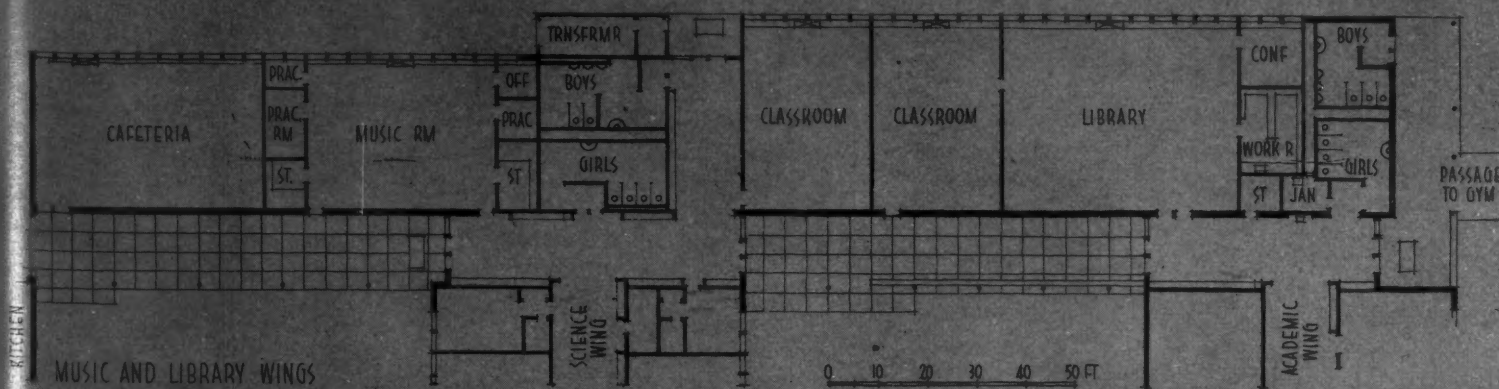 TRNSFRMR
BOYS
CONF
PRAC.
OFF
BOYS
CAFETERIA
PRAC
RM
MUSIC RM
PRAC
CLASSROOM
CLASSROOM
LIBRARY
WORK R
GIRLS
ST.
ST
GIRLS
ST
JAN
PASSAGE
TO GYM
KITCHEN
SCIENCE
WING
ACADEMIC
WING
MUSIC AND LIBRARY WINGS
0 10 20 30 40 50 FT